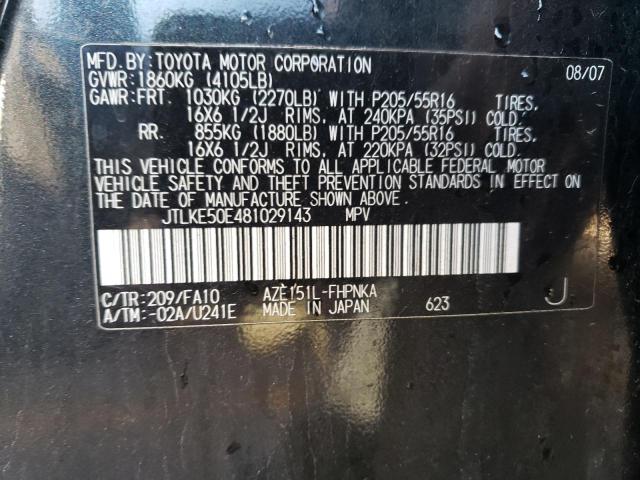 MFD. BY: TOYOTA MOTOR CORPORATION 08/07
GVWR: 1860KG (4105LB)
GAWR: FRT. 1030KG (2270LB) WITH P205/55R16 TIRES,
16X6 1/2J RIMS, AT 240KPA (35PSI) COLD.
RR. 855KG (1880LB) WITH P205/55R16 TIRES,
16X6 1/2J RIMS, AT 220KPA (32PSI) COLD.
THIS VEHICLE CONFORMS TO ALL APPLICABLE FEDERAL MOTOR
VEHICLE SAFETY AND THEFT PREVENTION STANDARDS IN EFFECT ON
THE DATE OF MANUFACTURE SHOWN ABOVE.
JTLKE50E481029143 MPV
C/TR: 209/FA10 AZE151L-FHPNKA
A/TM: -02A/U241E MADE IN JAPAN 623 J